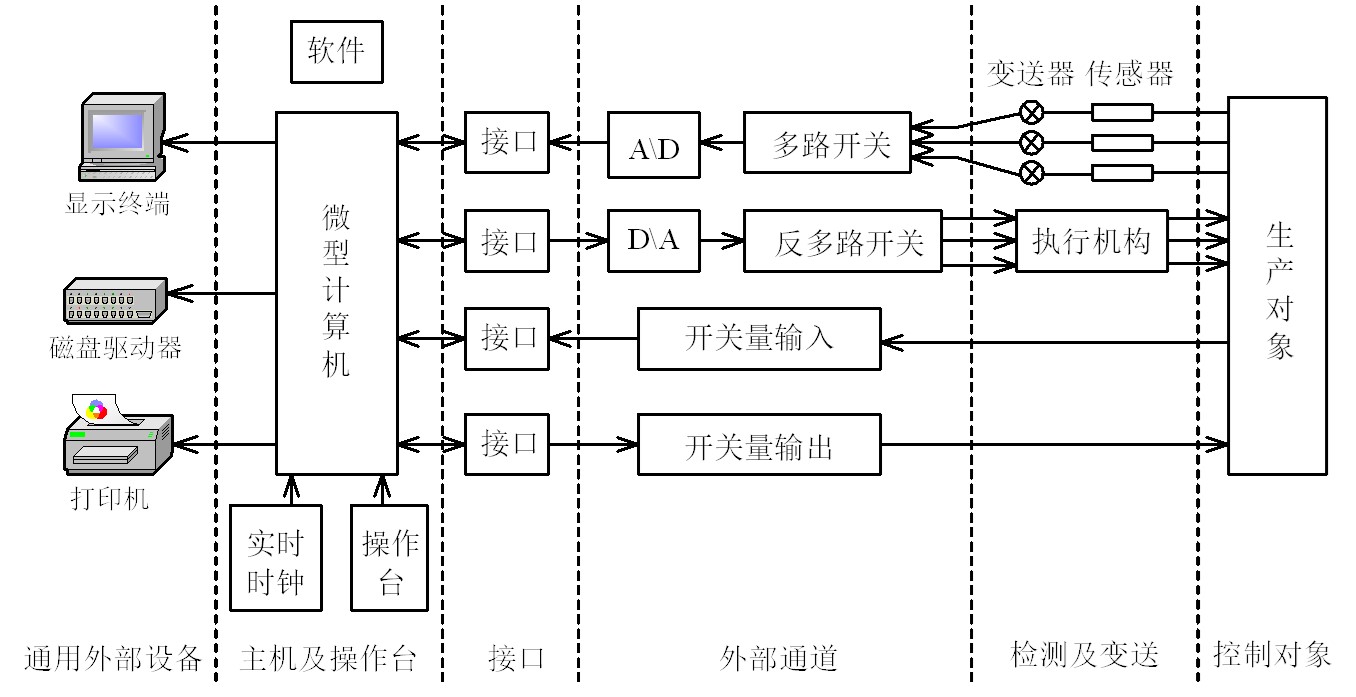 软件
变送器 传感器
显示终端
接口
A\D
多路开关
微型计算机
接口
D\A
反多路开关
执行机构
生产对象
磁盘驱动器
接口
开关量输入
接口
开关量输出
打印机
实时
时钟
操作
台
通用外部设备
主机及操作台
接口
外部通道
检测及变送
控制对象